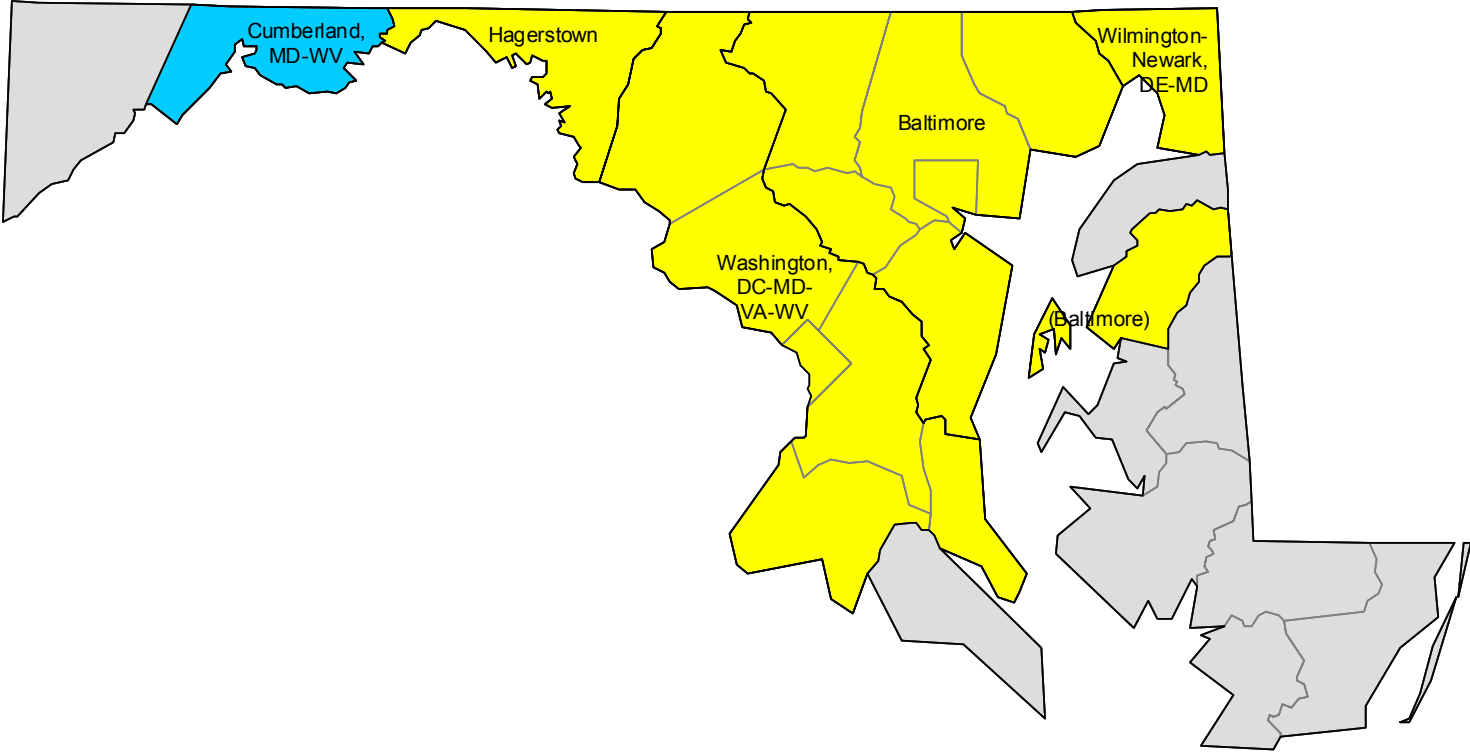 Cumberland,
MD-WV
Hagerstown
Wilmington-
Newark,
DE-MD
Baltimore
Washington,
DC-MD-
VA-WV
(Baltimore)